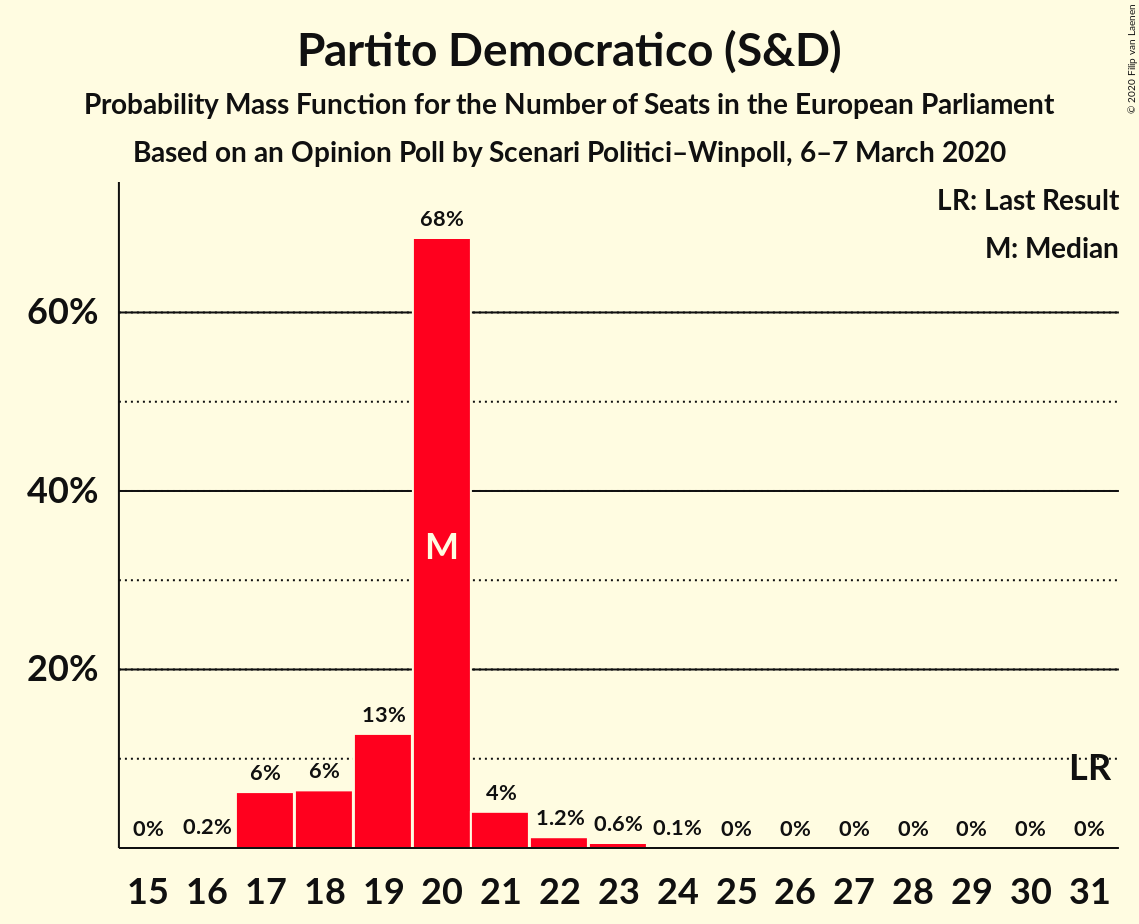 Partito Democratico (S&D)
Probability Mass Function for the Number of Seats in the European Parliament
Based on an Opinion Poll by Scenari Politici–Winpoll, 6–7 March 2020
© 2020 Filip van Laenen
LR: Last Result
M: Median
60%
40%
20%
0% 0.2% 6% 6% 13% 68% 4% 1.2% 0.6% 0.1% 0% 0% 0% 0% 0% 0% 0%
M
LR
15 16 17 18 19 20 21 22 23 24 25 26 27 28 29 30 31